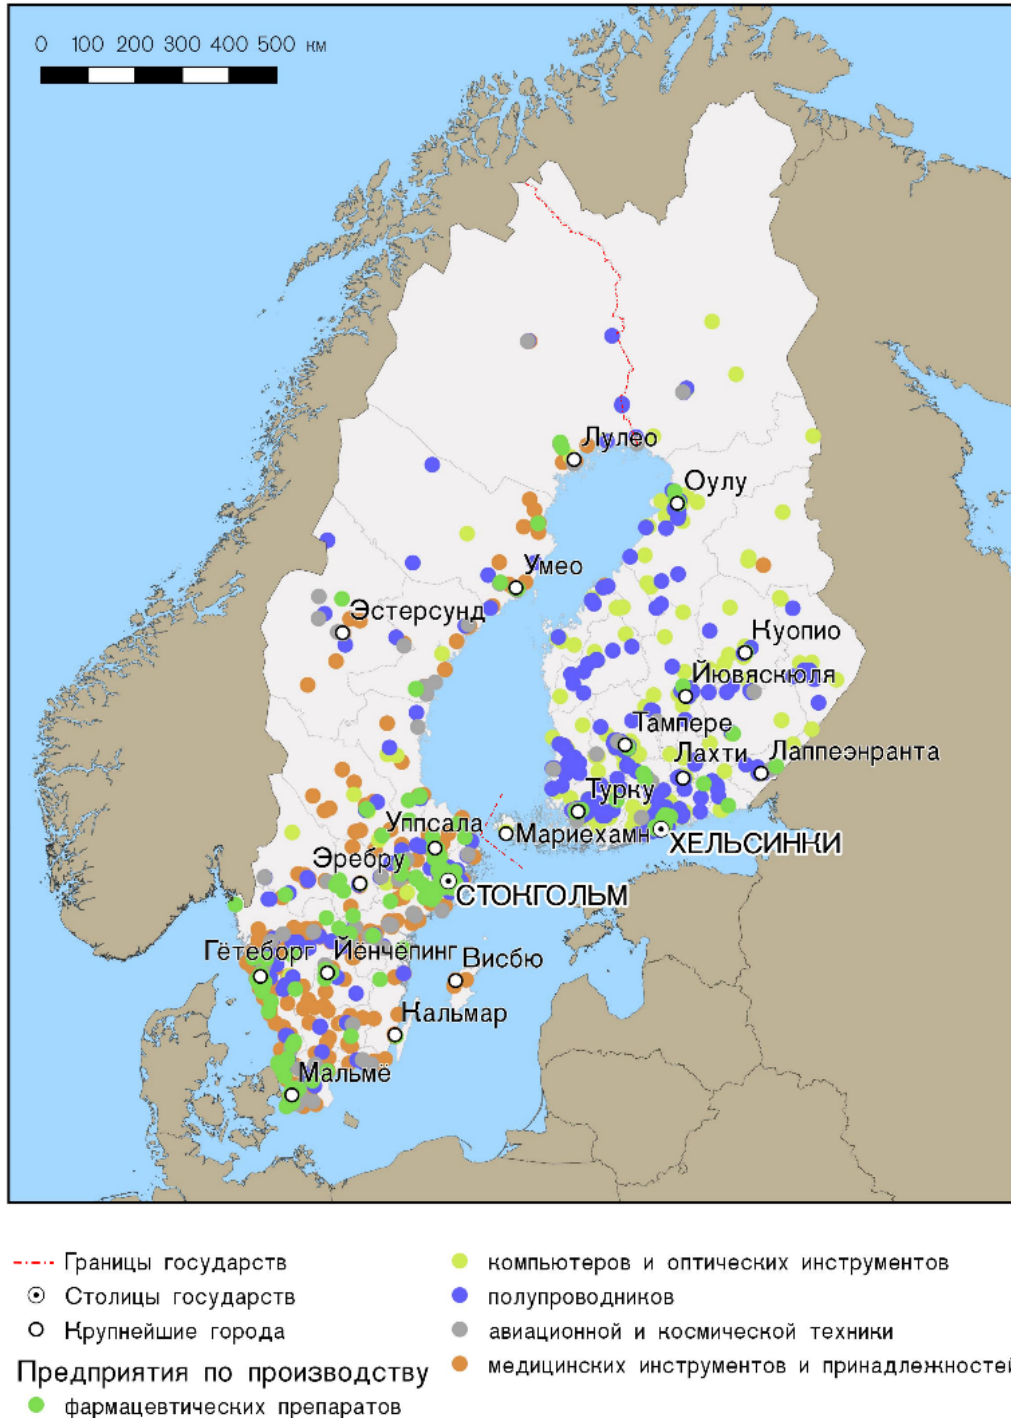 0 100 200 300 400 500 км
Лулео
Оулу
Умео
Эстерсунд
Куопио
Йювяскюля
Тампере
Лахти
Лаппеэнранта
Турку
Уппсала
Мариехамн
ХЕЛЬСИНКИ
Эребру
СТОКГОЛЬМ
Гётеборг
Йёнчёпинг
Висбю
Кальмар
Мальмё
Границы государств
Столицы государств
Крупнейшие города
Предприятия по производству
фармацевтических препаратов
компьютеров и оптических инструментов
полупроводников
авиационной и космической техники
медицинских инструментов и принадлежностей